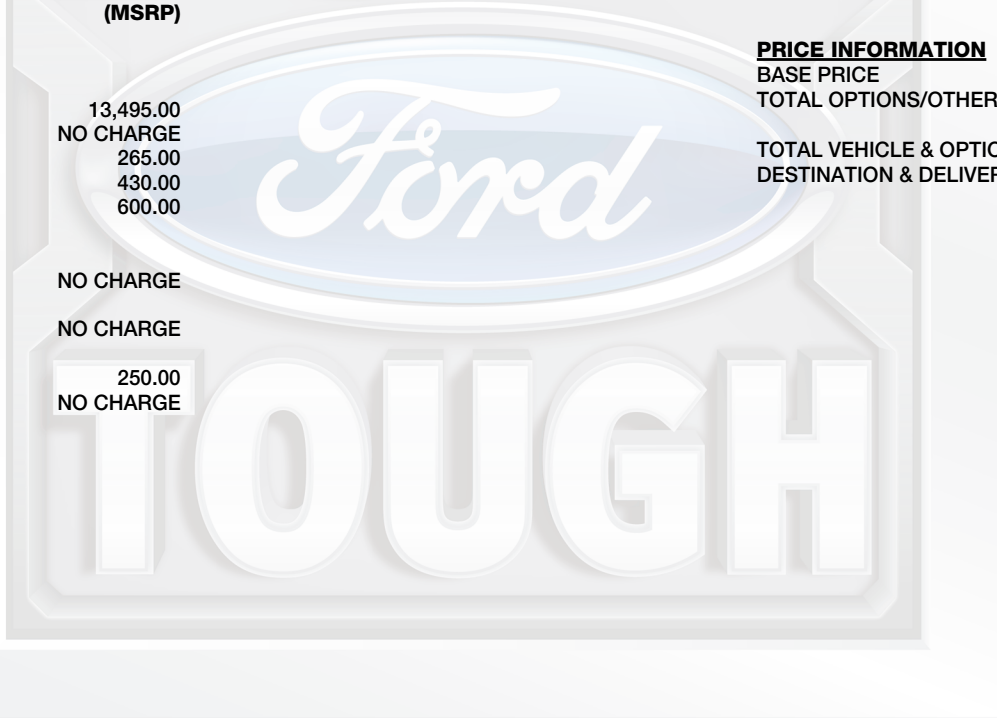 (MSRP)
13,495.00
NO CHARGE
265.00
430.00
600.00
NO CHARGE
NO CHARGE
250.00
NO CHARGE
PRICE INFORMATION
BASE PRICE
TOTAL OPTIONS/OTHER
TOTAL VEHICLE & OPTIO
DESTINATION & DELIVER
Ford
TOUGH